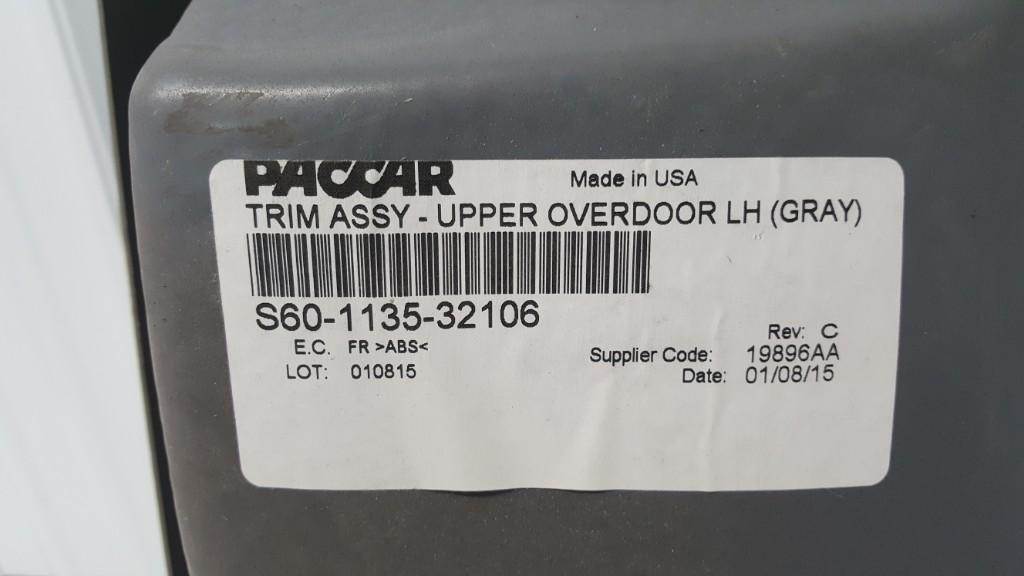 PACCAR Made in USA
TRIM ASSY - UPPER OVERDOOR LH (GRAY)
S60-1135-32106
Rev: C
E.C. FR >ABS<
Supplier Code: 19896AA
LOT: 010815
Date: 01/08/15